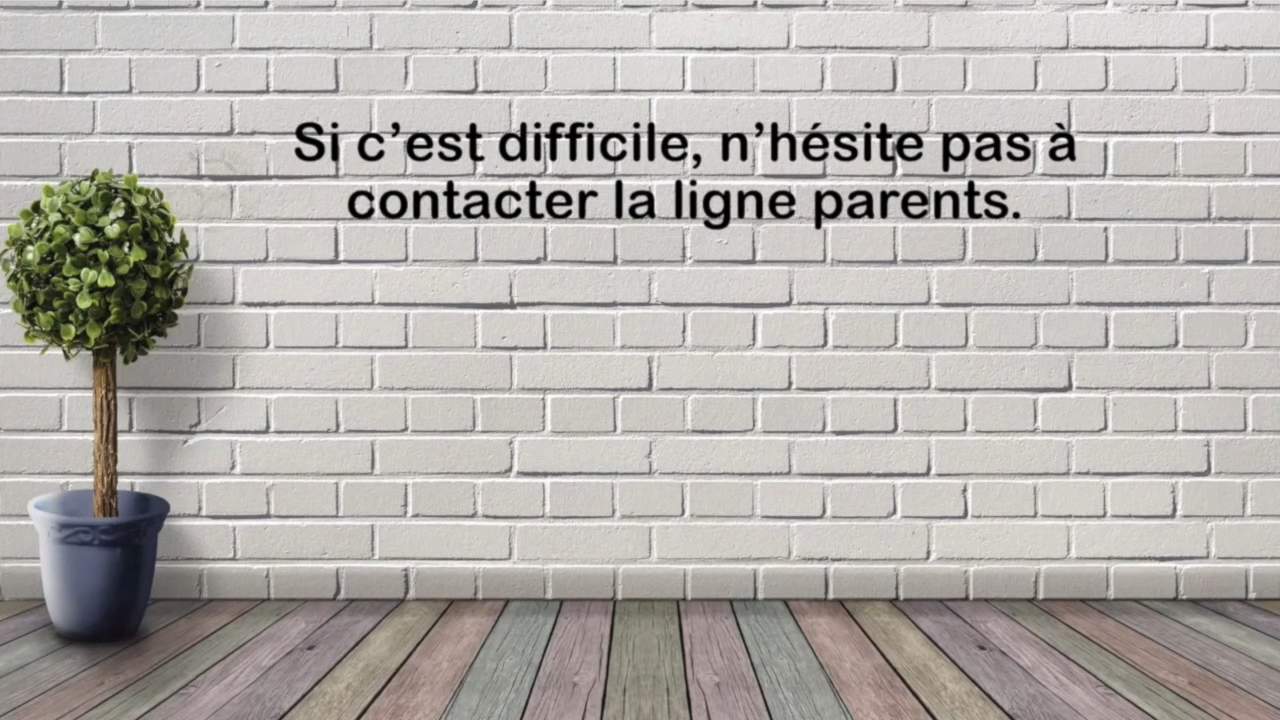 Si c’est difficile, n’hésite pas à
contacter la ligne parents.